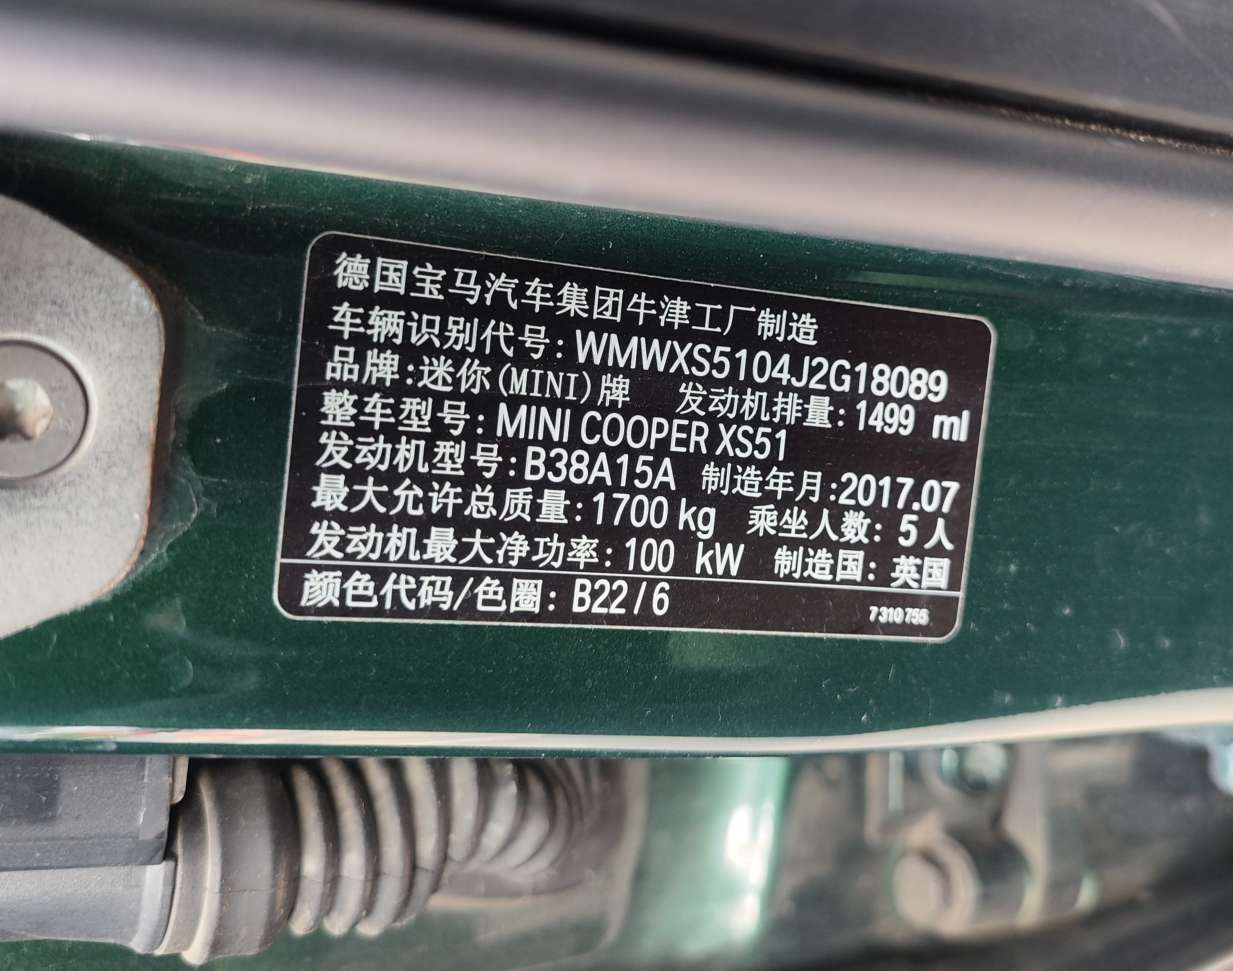 德国宝马汽车集团牛津工厂制造
车辆识别代号:WMWXS5104J2G18089
品牌:迷你(MINI)牌 发动机排量:1499 ml
整车型号:MINI COOPER XS51
发动机型号:B38A15A 制造年月:2017.07
最大允许总质量:1700 kg 乘坐人数:5人
发动机最大净功率:100 kW 制造国:英国
颜色代码/色圈:B22/6 7310755